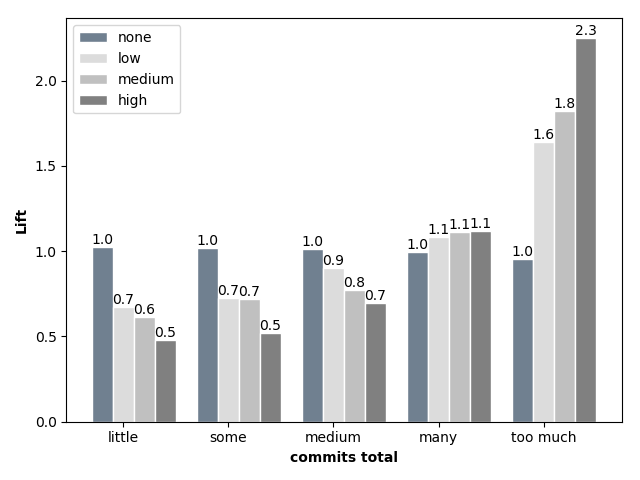 none
low
medium
high
2.0
1.5
1.0
0.5
0.0
Lift
1.0 0.7 0.6 0.5
1.0 0.7 0.7 0.5
1.0 0.9 0.8 0.7
1.0 1.1 1.1 1.1
1.0 1.6 1.8 2.3
little some medium many too much
commits total